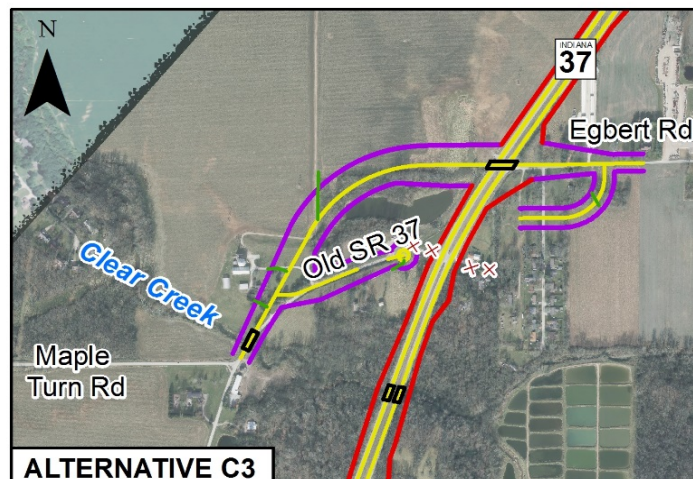 N
INDIANA
37
Egbert Rd
Old SR 37
Clear Creek
Maple
Turn Rd
ALTERNATIVE C3